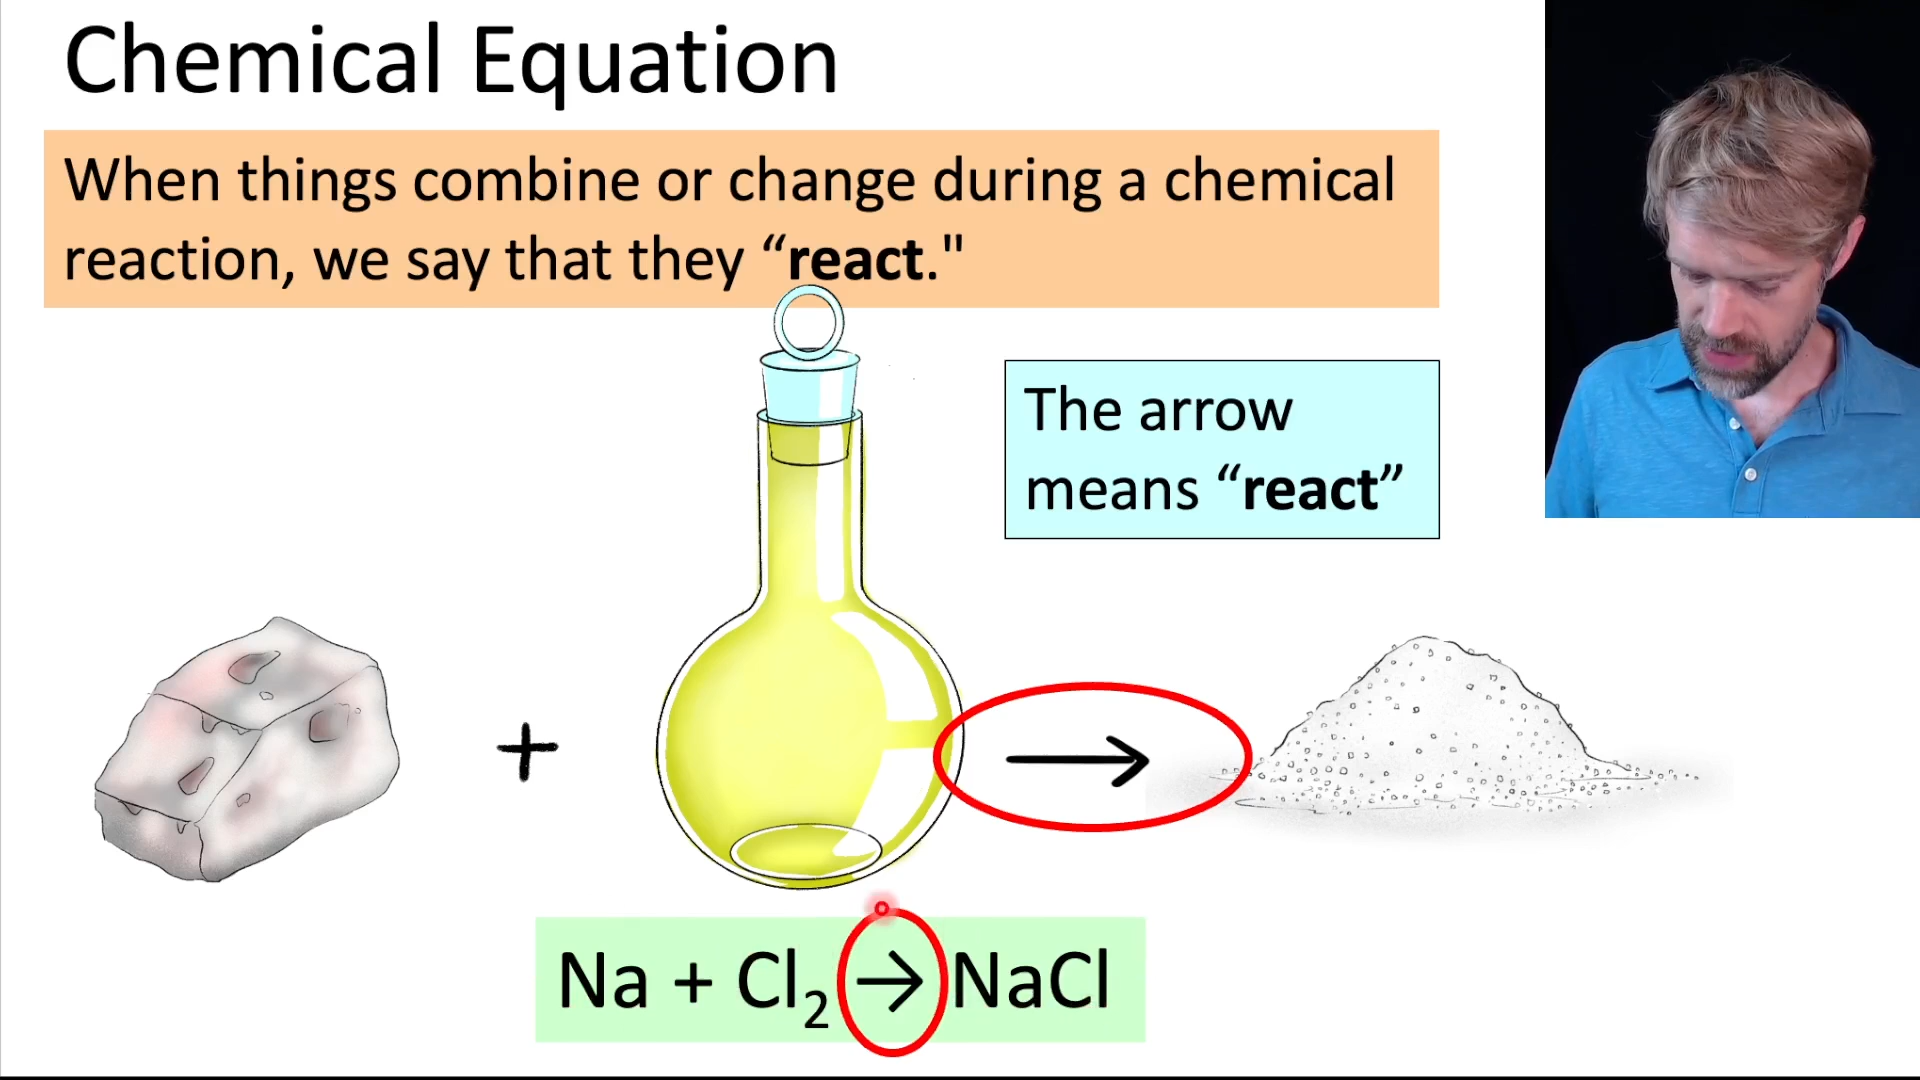 Chemical Equation
When things combine or change during a chemical
reaction, we say that they “react."
The arrow
means “react”
+ →
Na + Cl₂ → NaCl